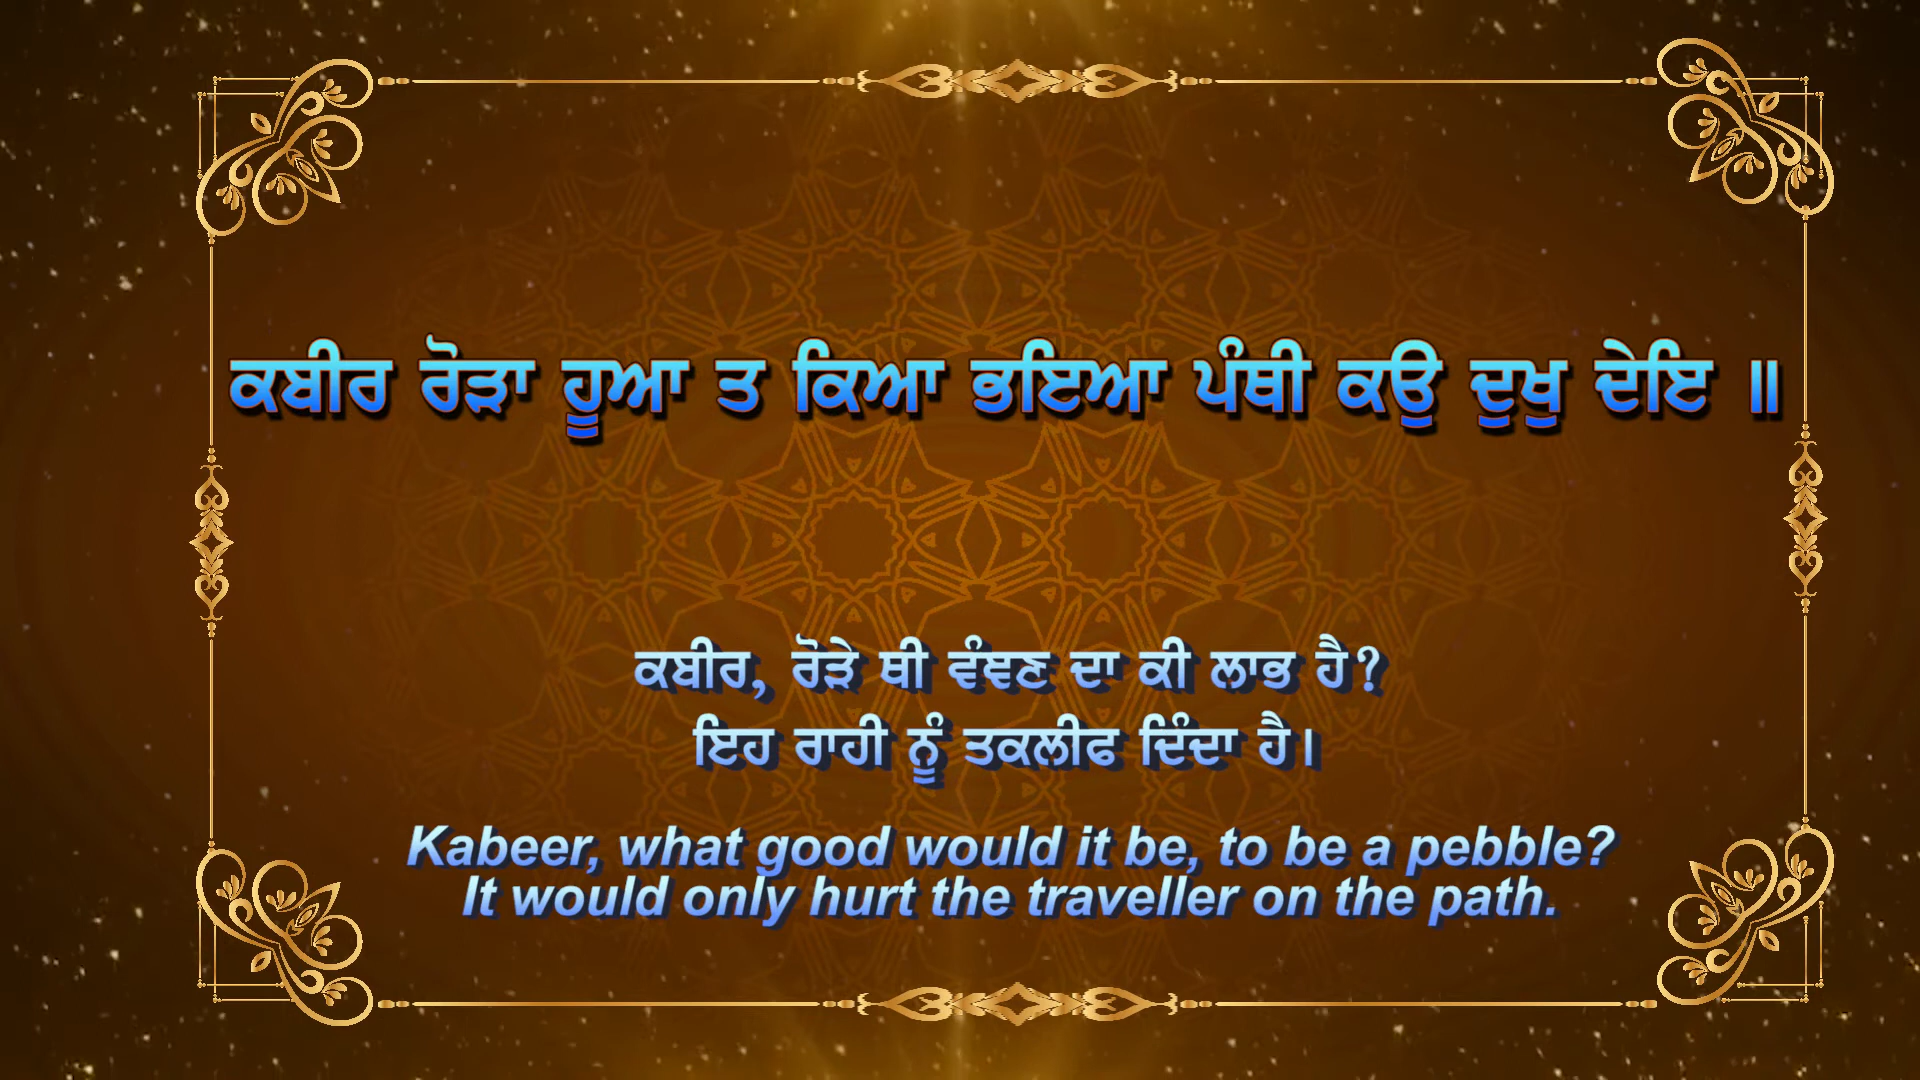 ਕਬੀਰ ਰੋੜਾ ਹੂਆ ਤ ਕਿਆ ਭਇਆ ਪੰਥੀ ਕਉ ਦੁਖੁ ਦੇਇ ॥
ਕਬੀਰ, ਰੋੜੇ ਥੀ ਵੰਞਣ ਦਾ ਕੀ ਲਾਭ ਹੈ?
ਇਹ ਰਾਹੀ ਨੂੰ ਤਕਲੀਫ ਦਿੰਦਾ ਹੈ।
Kabeer, what good would it be, to be a pebble?
It would only hurt the traveller on the path.